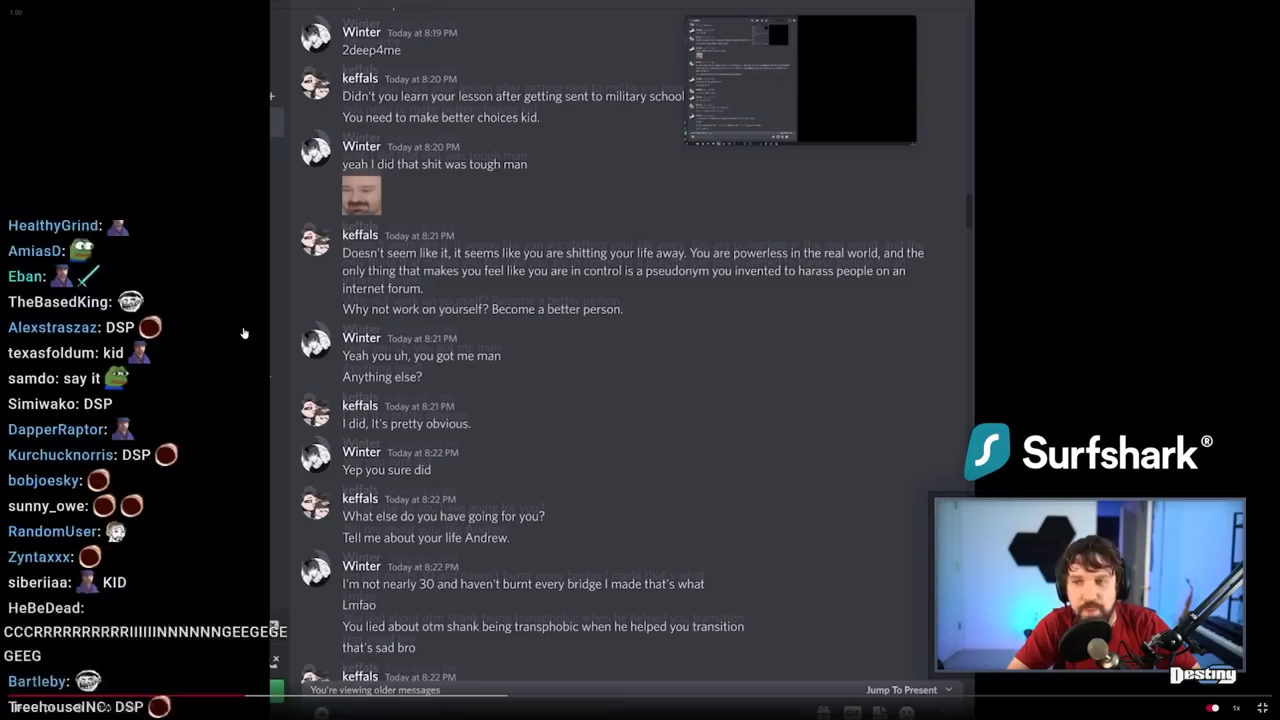 1.00
Winter Today at 8:19 PM
2deep4me
keffals Today at 8:20 PM
Didn't you learn your lesson after getting sent to military school
You need to make better choices kid.
Winter Today at 8:20 PM
yeah I did that shit was tough man
keffals Today at 8:21 PM
Doesn't seem like it, it seems like you are shitting your life away. You are powerless in the real world, and the
only thing that makes you feel like you are in control is a pseudonym you invented to harass people on an
internet forum.
Why not work on yourself? Become a better person.
Winter Today at 8:21 PM
Yeah you uh, you got me man
Anything else?
keffals Today at 8:21 PM
I did, It's pretty obvious.
Winter Today at 8:22 PM
Yep you sure did
keffals Today at 8:22 PM
What else do you have going for you?
Tell me about your life Andrew.
Winter Today at 8:22 PM
I'm not nearly 30 and haven't burnt every bridge I made that's what
Lmfao
You lied about otm shank being transphobic when he helped you transition
that's sad bro
keffals Today at 8:22 PM
You're viewing older messages
Jump To Present
GIF
HealthyGrind:
AmiasD:
Eban:
TheBasedKing:
Alexstraszaz: DSP
texasfoldum: kid
samdo: say it
Simiwako: DSP
DapperRaptor:
Kurchucknorris: DSP
bobjoesky:
sunny_owe:
RandomUser:
Zyntaxxx:
siberiia: KID
HeBeDead:
CCCRRRRRRRRRIIIIIINNNNNNGEEGEGE
GEEG
Bartleby:
TreehouseINC: DSP
Surfshark®
Destiny
1x